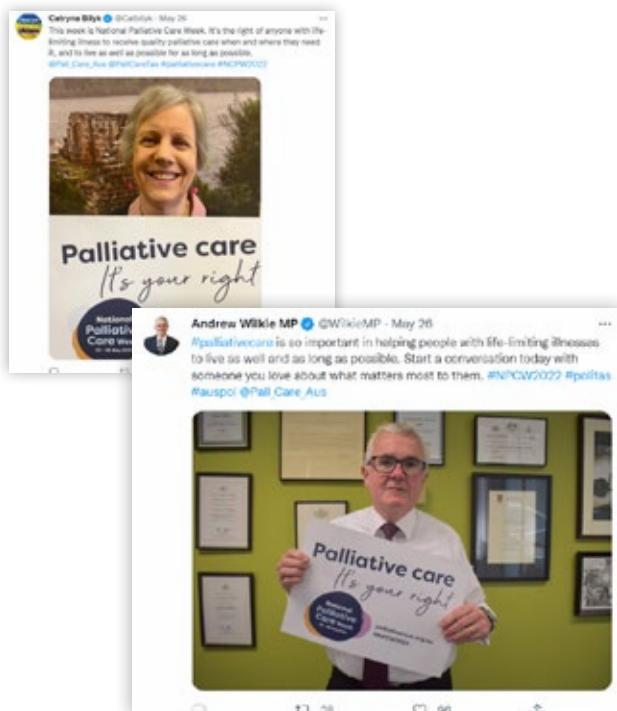 Catryna Bilyk @Catbilyk · May 26
This week is National Palliative Care Week. It's the right of anyone with life-
limiting illness to receive quality palliative care when and where they need
it, and to live as well as possible for as long as possible.
@Pall_Care_Aus @PallCareTas #palliativecare #NCPW2022
Palliative care
It's your right
National
Palliative
Care Week
Andrew Wilkie MP @WilkieMP · May 26
#palliativecare is so important in helping people with life-limiting illnesses
to live as well and as long as possible. Start a conversation today with
someone you love about what matters most to them. #NPCW2022 #politas
#auspol @Pall_Care_Aus
Palliative care
It's your right
National
Palliative
Care Week
28
96